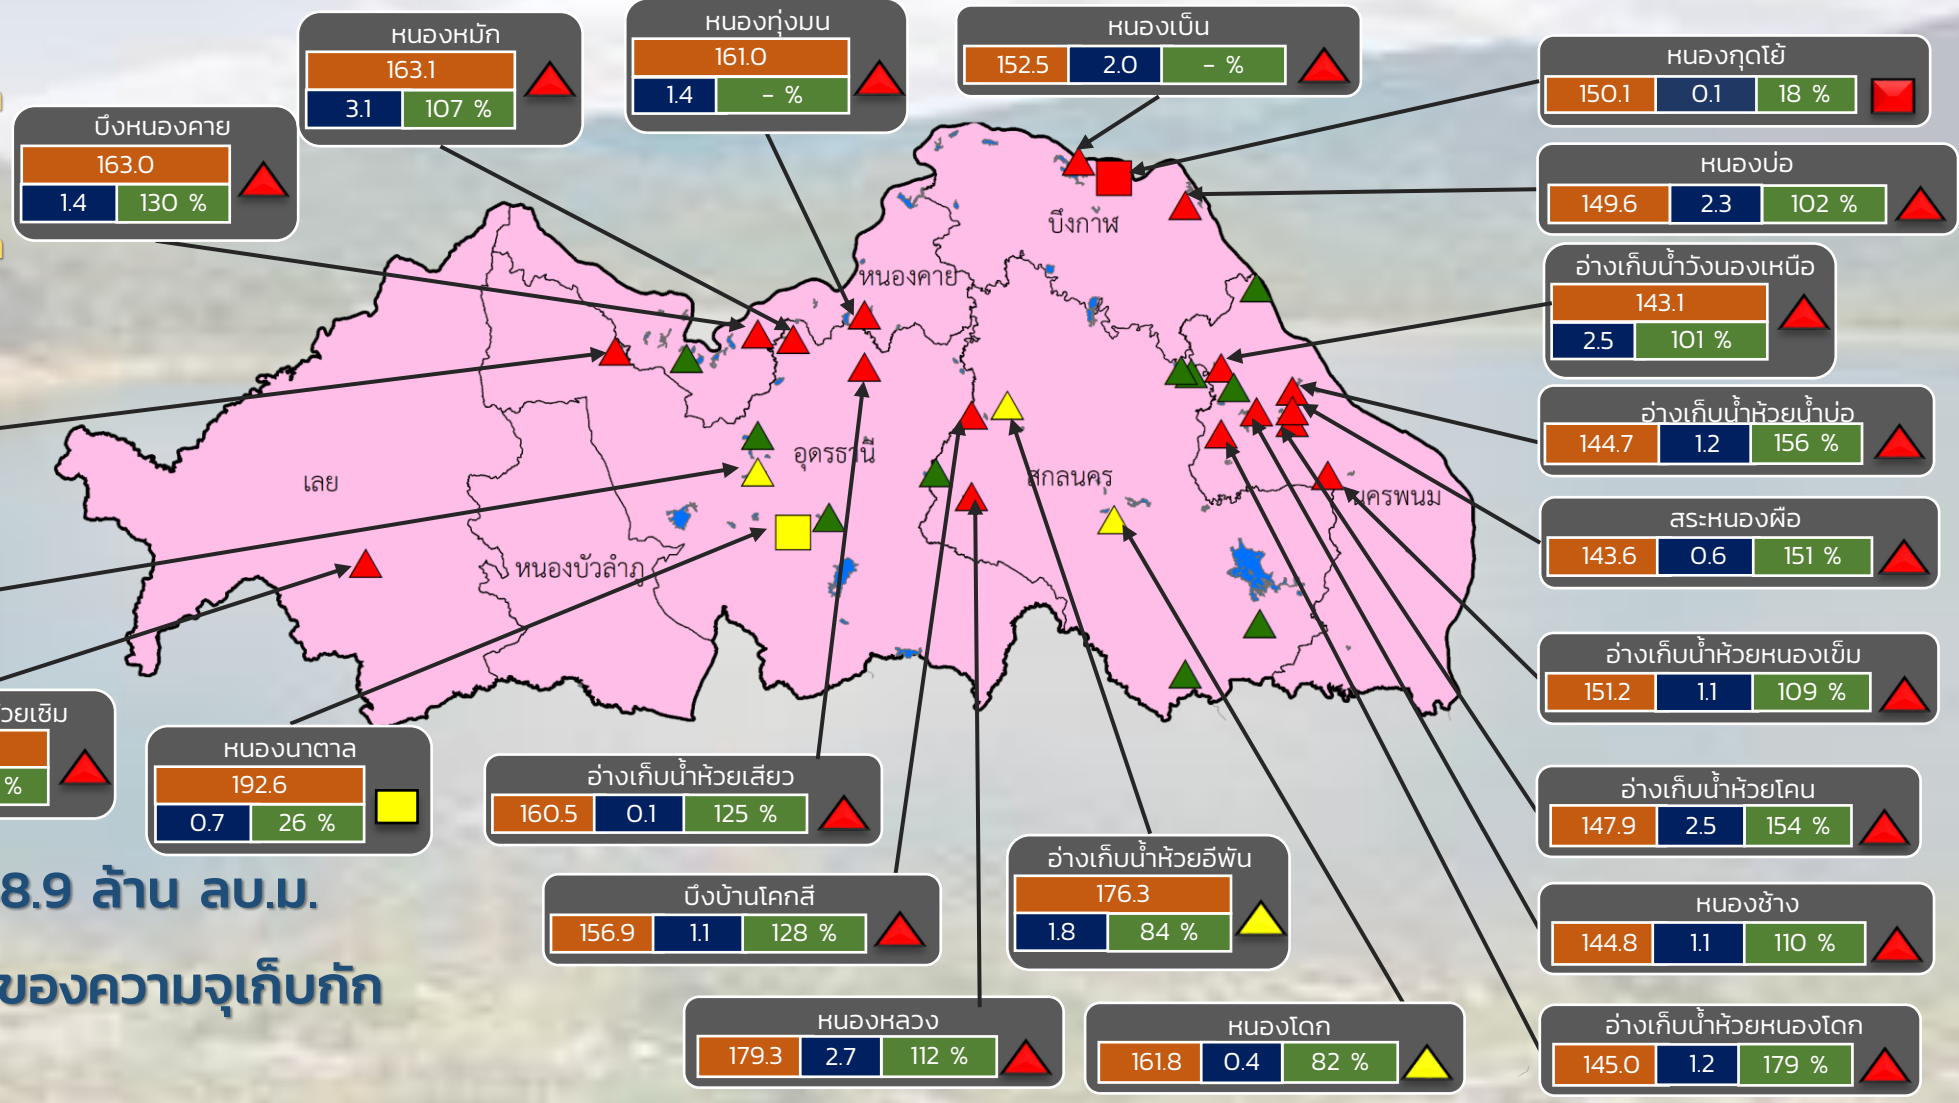 หนองหมัก
163.1
3.1 107 %
หนองทุ่งมน
161.0
1.4 - %
หนองเบ็น
152.5 2.0 - %
หนองกุดโย้
150.1 0.1 18 %
บึงหนองคาย
163.0
1.4 130 %
หนองบ่อ
149.6 2.3 102 %
อ่างเก็บน้ำวังนองเหนือ
143.1
2.5 101 %
อ่างเก็บน้ำห้วยน้ำบ่อ
144.7 1.2 156 %
สระหนองผือ
143.6 0.6 151 %
อ่างเก็บน้ำห้วยหนองเข็ม
151.2 1.1 109 %
อ่างเก็บน้ำห้วยโคน
147.9 2.5 154 %
หนองช้าง
144.8 1.1 110 %
อ่างเก็บน้ำห้วยหนองโดก
145.0 1.2 179 %
บึงกาฬ
หนองคาย
เลย
อุดรธานี
สกลนคร
นครพนม
หนองบัวลำภู
วยเซิม
%
หนองนาตาล
192.6
0.7 26 %
อ่างเก็บน้ำห้วยเสียว
160.5 0.1 125 %
บึงบ้านโคกสี
156.9 1.1 128 %
อ่างเก็บน้ำห้วยอีพัน
176.3
1.8 84 %
หนองหลวง
179.3 2.7 112 %
หนองโดก
161.8 0.4 82 %
8.9 ล้าน ลบ.ม.
ของความจุเก็บกัก